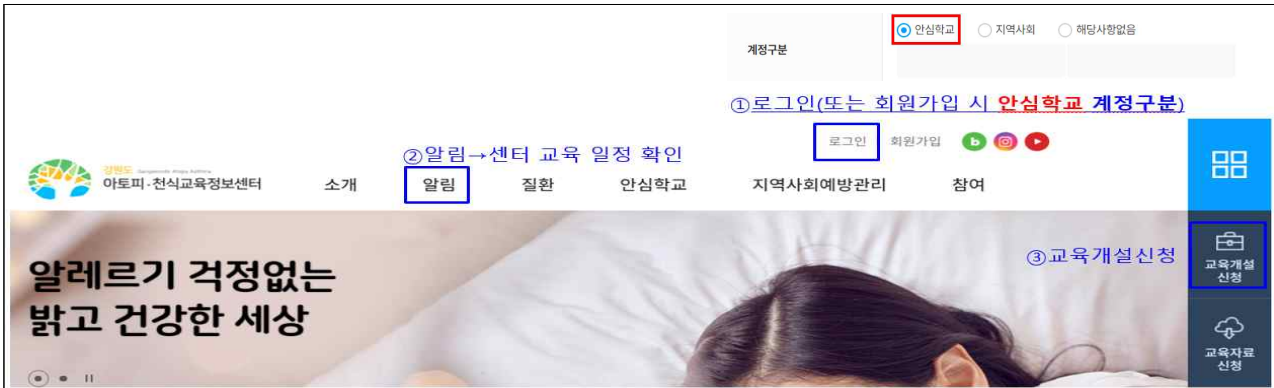 계정구분
안심학교 지역사회 해당사항없음
①로그인(또는 회원가입 시 안심학교 계정구분)
로그인 회원가입 b
②알림→센터 교육 일정 확인
강원도
아토피·천식교육정보센터 소개 알림 질환 안심학교 지역사회예방관리 참여
알레르기 걱정없는
밝고 건강한 세상
③교육개설신청
교육개설
신청
교육자료
신청